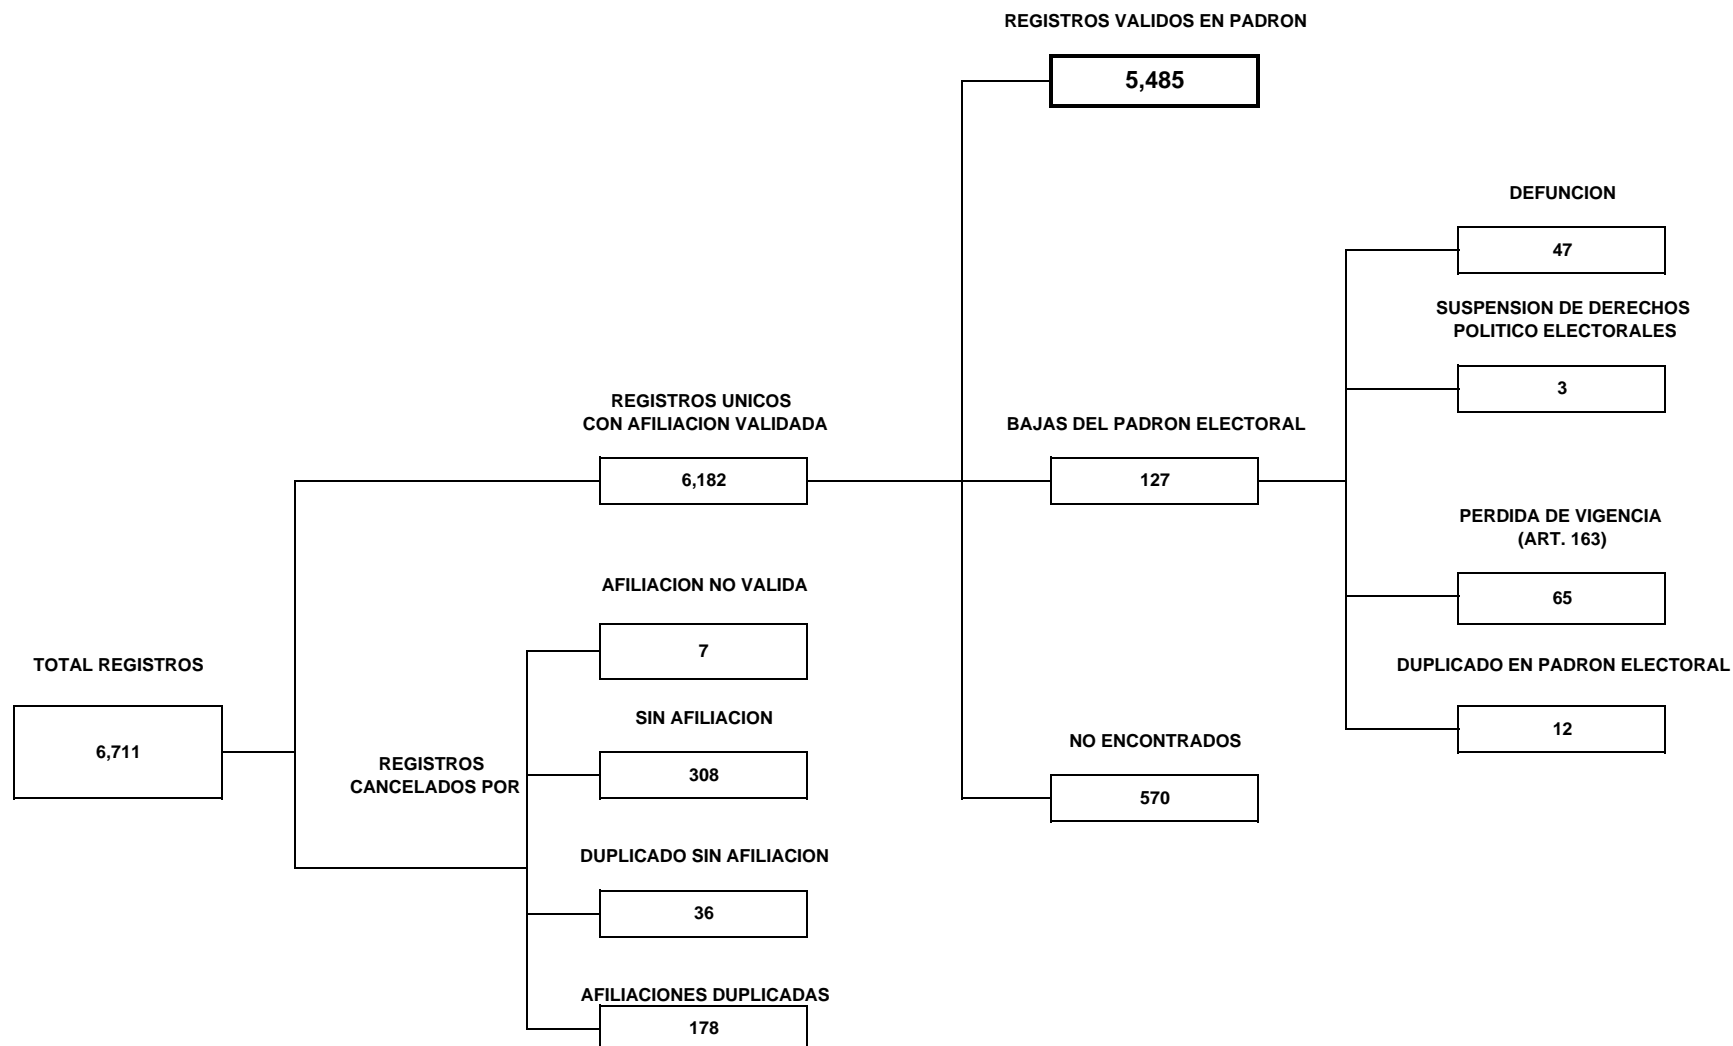 REGISTROS VALIDOS EN PADRON
5,485
DEFUNCION
47
SUSPENSION DE DERECHOS
POLITICO ELECTORALES
3
REGISTROS UNICOS
CON AFILIACION VALIDADA
6,182
BAJAS DEL PADRON ELECTORAL
127
PERDIDA DE VIGENCIA
(ART. 163)
65
AFILIACION NO VALIDA
7
TOTAL REGISTROS
6,711
DUPLICADO EN PADRON ELECTORAL
12
SIN AFILIACION
308
REGISTROS
CANCELADOS POR
NO ENCONTRADOS
570
DUPLICADO SIN AFILIACION
36
AFILIACIONES DUPLICADAS
178